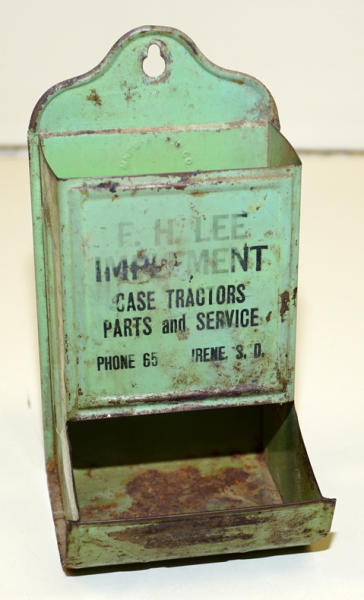 F. H. LEE
IMPLEMENT
CASE TRACTORS
PARTS and SERVICE
PHONE 65 IRENE, S. D.